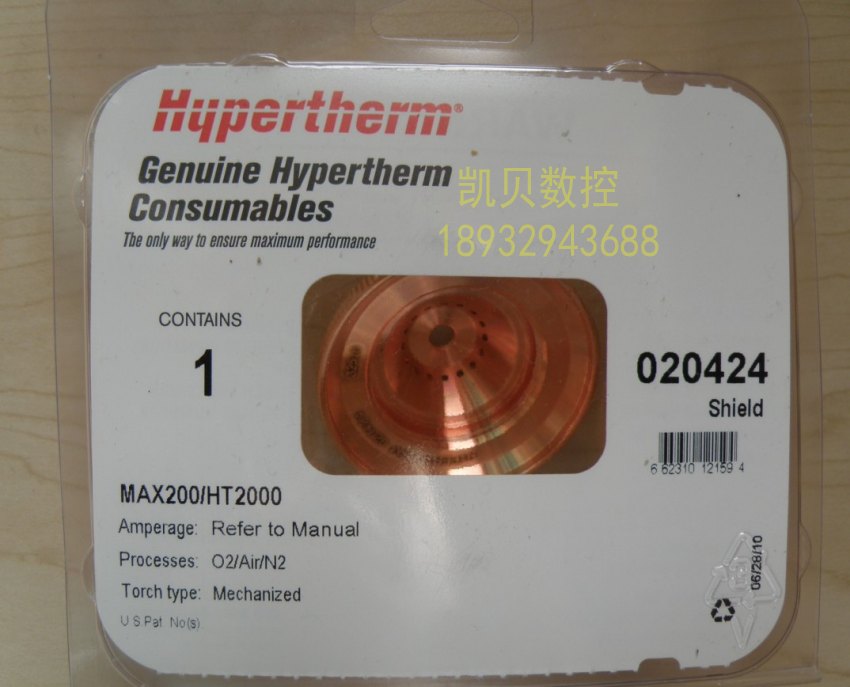 Hypertherm®
Genuine Hypertherm
Consumables
The only way to ensure maximum performance
凯贝数控
18932943688
CONTAINS
1
020424
Shield
6 62310 12159 4
MAX200/HT2000
Amperage: Refer to Manual
Processes: O2/Air/N2
Torch type: Mechanized
U.S.Pat. No(s)
06/28/10